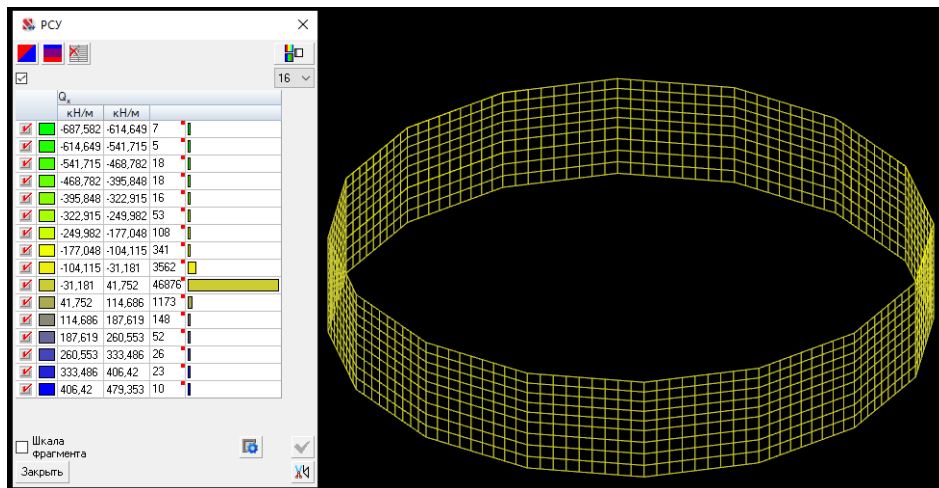 РСУ
16
Qx
кН/м кН/м
-687,582 -614,649 7
-614,649 -541,715 5
-541,715 -468,782 18
-468,782 -395,848 18
-395,848 -322,915 16
-322,915 -249,982 53
-249,982 -177,048 108
-177,048 -104,115 341
-104,115 -31,181 3562
-31,181 41,752 46876
41,752 114,686 1173
114,686 187,619 148
187,619 260,553 52
260,553 333,486 26
333,486 406,42 23
406,42 479,353 10
Шкала
фрагмента
Закрыть